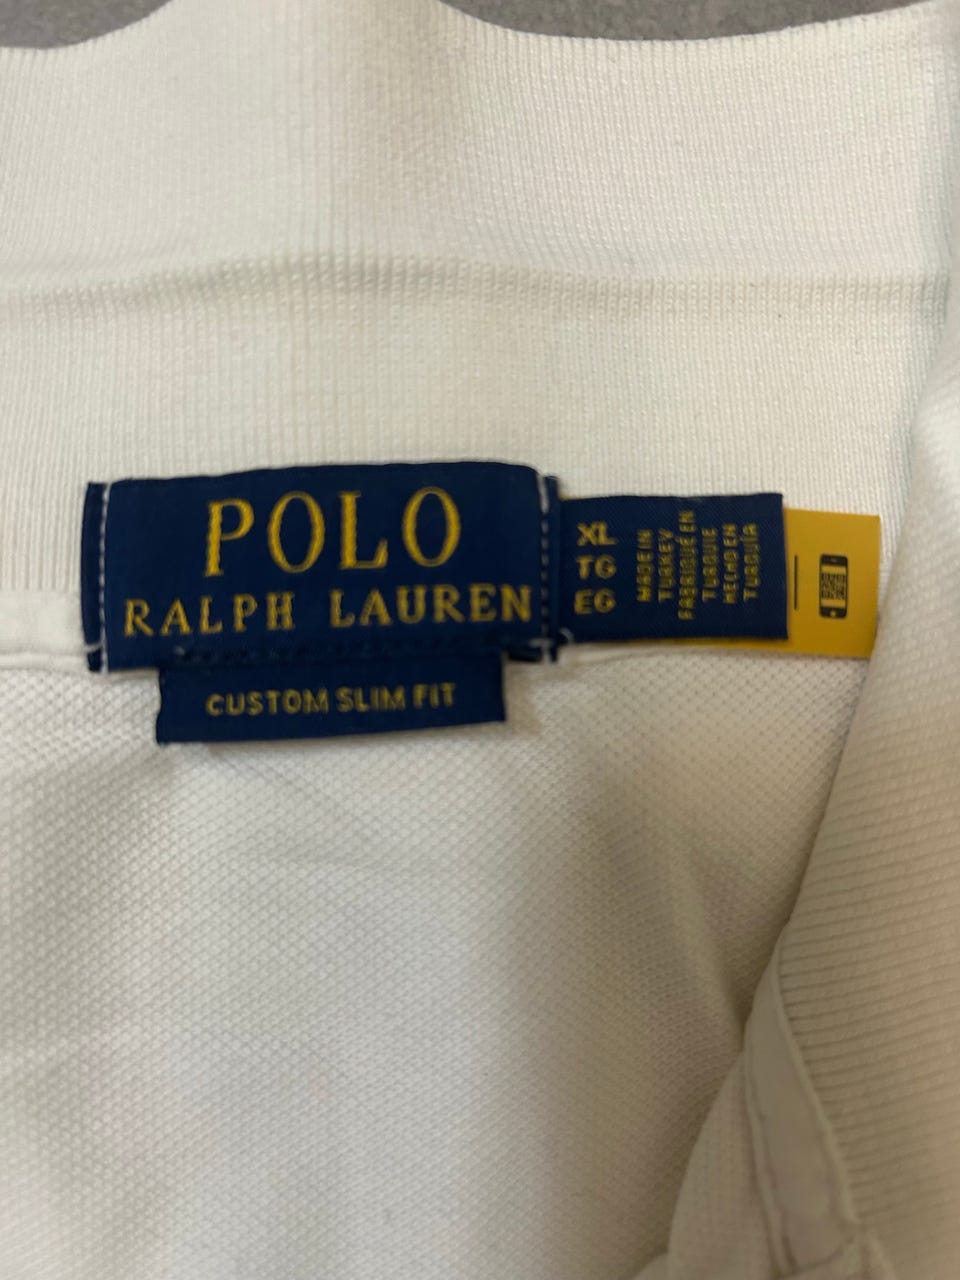 POLO
RALPH LAUREN
CUSTOM SLIM FIT
XL
TG
EG
MADE IN
TURKEY
FABRIQUÉ EN
TURQUIE
HECHO EN
TURQUÍA